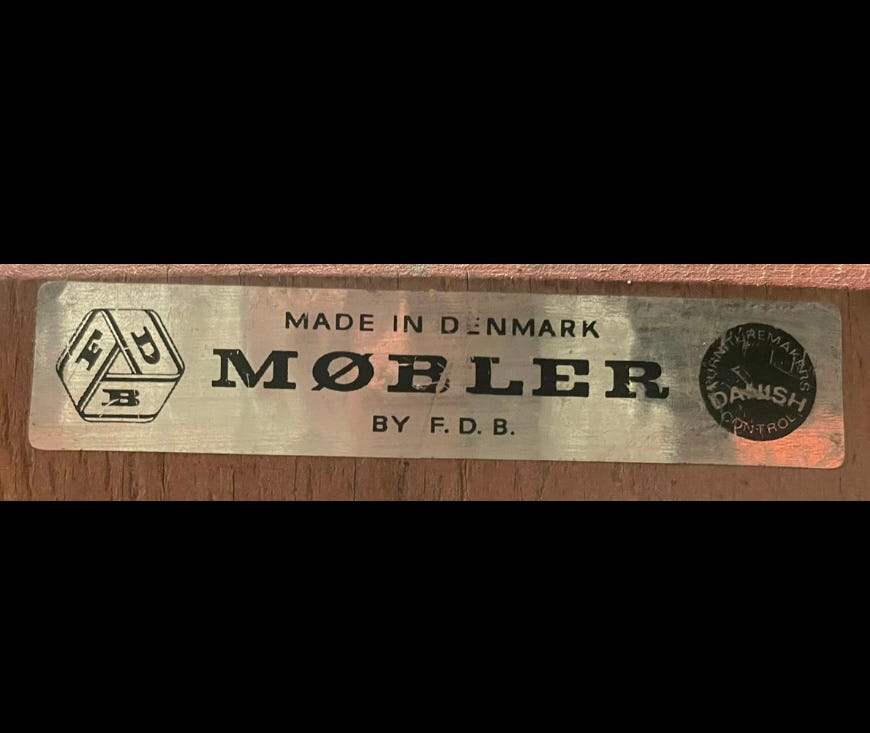 F D B
MADE IN DENMARK
MØBLER
BY F. D. B.
DANISH
CONTROL